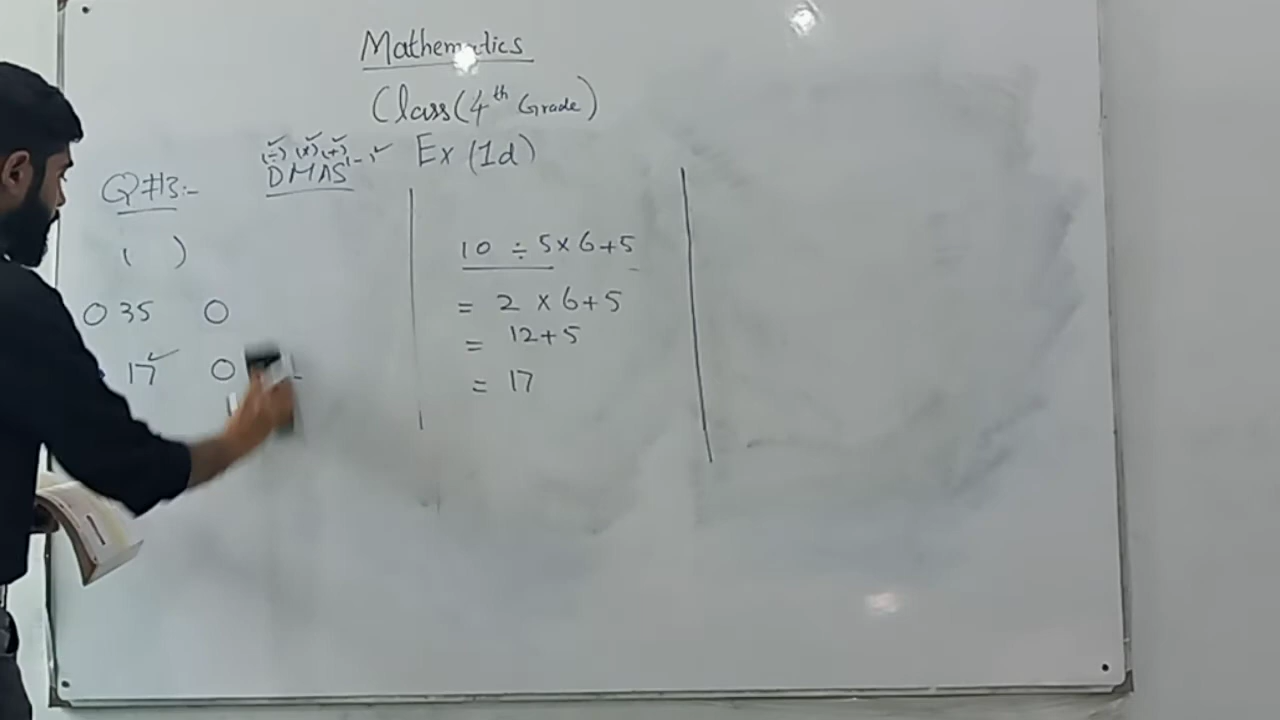 Mathematics
Class (4th Grade)
Ex (1d)
(÷) (×) (+) (-)
DMAS
Q#13:-
( )
35
17
10 ÷ 5 × 6 + 5
= 2 × 6 + 5
= 12 + 5
= 17